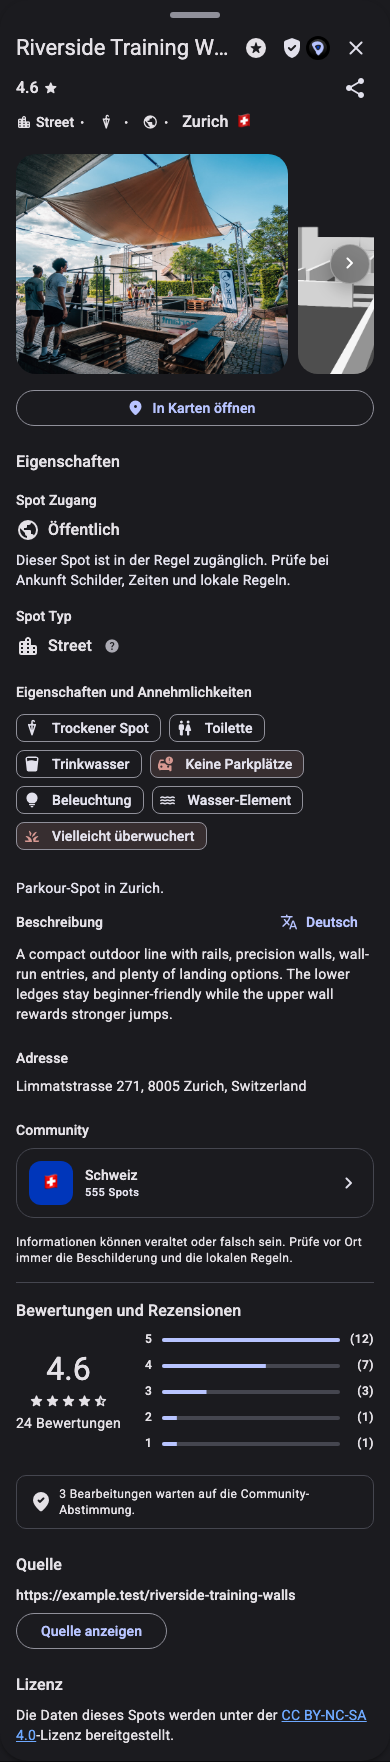 Riverside Training W...
4.6
Street · · · Zurich
In Karten öffnen
Eigenschaften
Spot Zugang
Öffentlich
Dieser Spot ist in der Regel zugänglich. Prüfe bei
Ankunft Schilder, Zeiten und lokale Regeln.
Spot Typ
Street ?
Eigenschaften und Annehmlichkeiten
Trockener Spot
Toilette
Trinkwasser
Keine Parkplätze
Beleuchtung
Wasser-Element
Vielleicht überwuchert
Parkour-Spot in Zurich.
Beschreibung
Deutsch
A compact outdoor line with rails, precision walls, wall-
run entries, and plenty of landing options. The lower
ledges stay beginner-friendly while the upper wall
rewards stronger jumps.
Adresse
Limmatstrasse 271, 8005 Zurich, Switzerland
Community
Schweiz
555 Spots
Informationen können veraltet oder falsch sein. Prüfe vor Ort
immer die Beschilderung und die lokalen Regeln.
Bewertungen und Rezensionen
4.6
24 Bewertungen
5 (12)
4 (7)
3 (3)
2 (1)
1 (1)
3 Bearbeitungen warten auf die Community-
Abstimmung.
Quelle
https://example.test/riverside-training-walls
Quelle anzeigen
Lizenz
Die Daten dieses Spots werden unter der CC BY-NC-SA
4.0-Lizenz bereitgestellt.